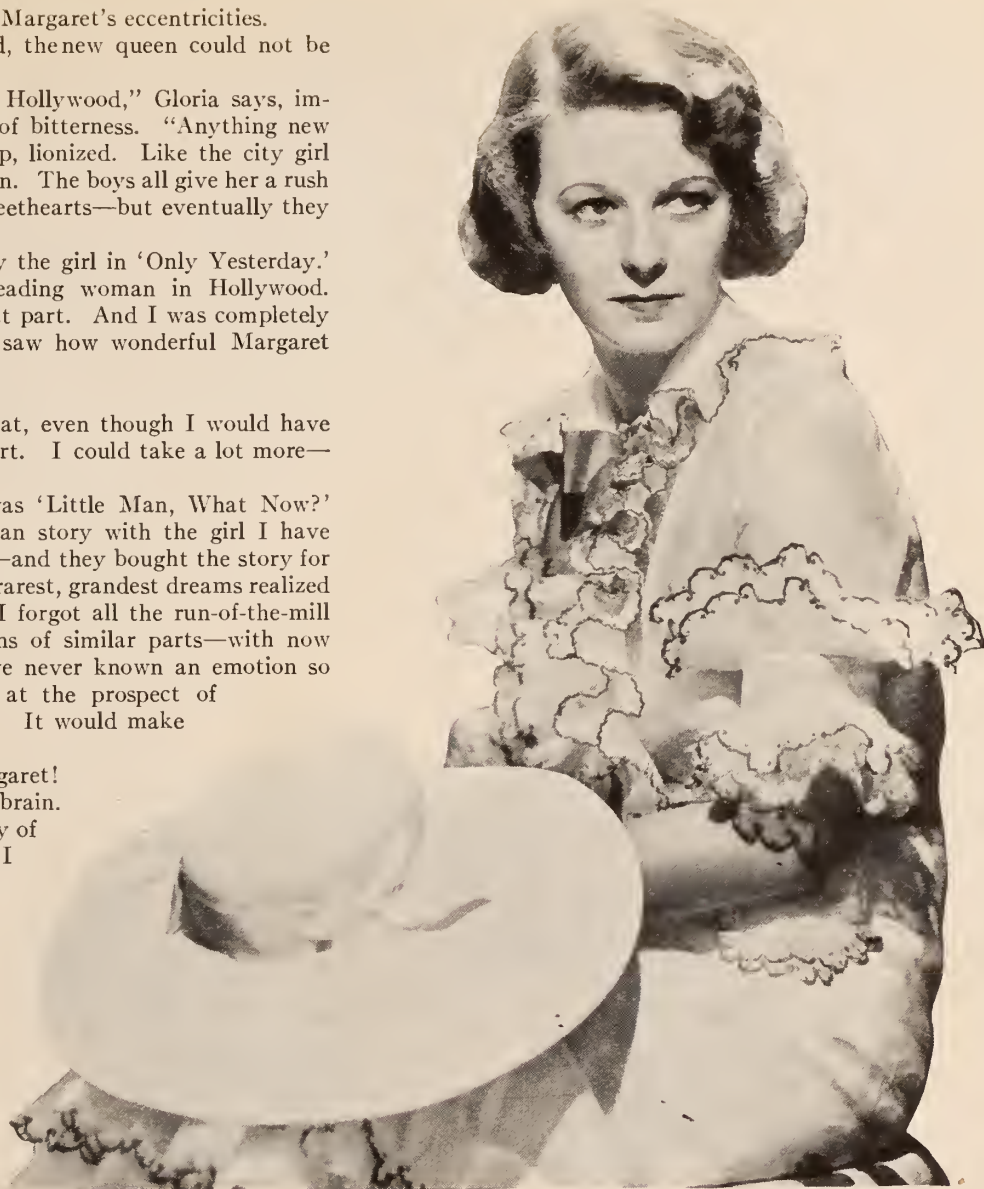 Margaret's eccentricities.
, the new queen could not be
Hollywood," Gloria says, im-
of bitterness. "Anything new
p, lionized. Like the city girl
n. The boys all give her a rush
eethearts—but eventually they
y the girl in 'Only Yesterday.'
eading woman in Hollywood.
t part. And I was completely
saw how wonderful Margaret
at, even though I would have
rt. I could take a lot more—
as 'Little Man, What Now?'
an story with the girl I have
—and they bought the story for
rarest, grandest dreams realized
I forgot all the run-of-the-mill
ns of similar parts—with now
e never known an emotion so
at the prospect of
It would make
garet!
brain.
y of
I